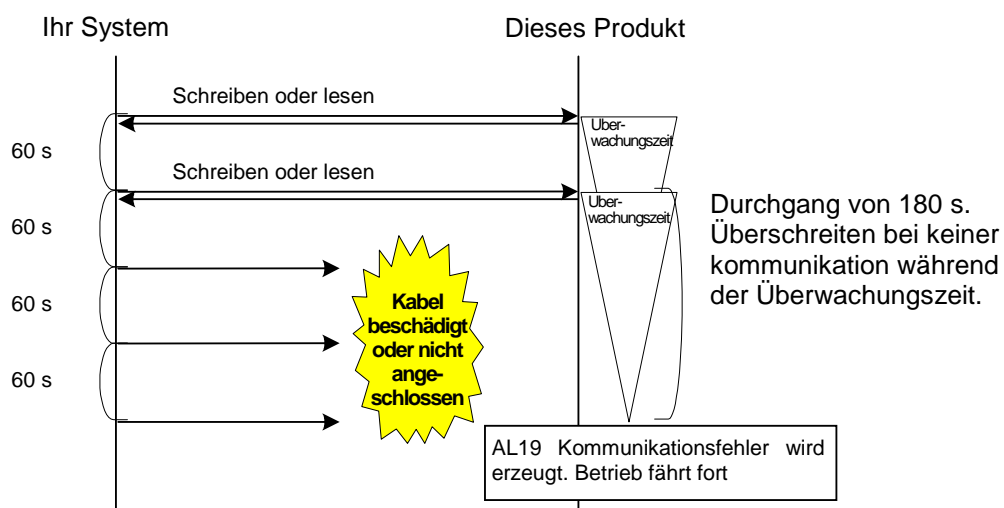 Ihr System
Dieses Produkt
Schreiben oder lesen
Über-
wachungszeit
60 s
Schreiben oder lesen
Über-
wachungszeit
60 s
Durchgang von 180 s.
Überschreiten bei keiner
kommunikation während
der Überwachungszeit.
Kabel
beschädigt
oder nicht
ange-
schlossen
60 s
60 s
AL19 Kommunikationsfehler wird
erzeugt. Betrieb fährt fort